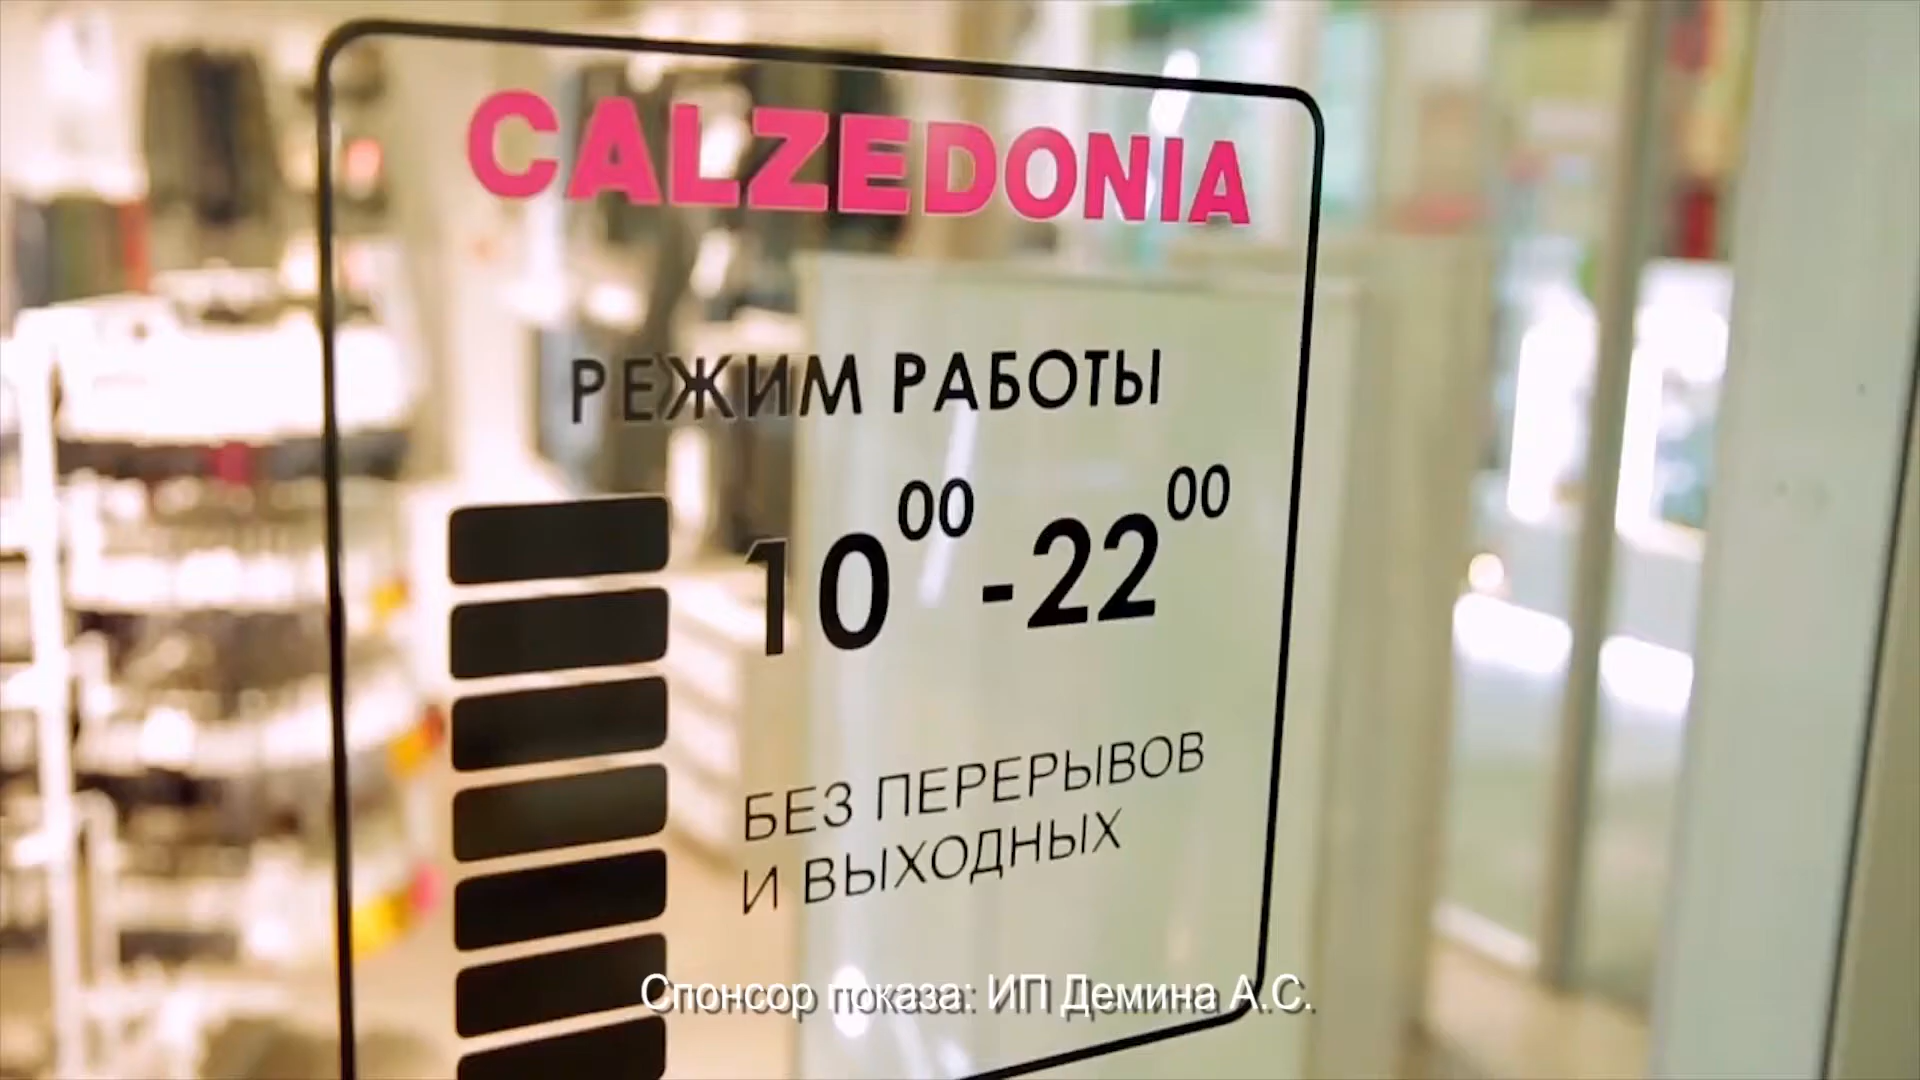 CALZEDONIA
РЕЖИМ РАБОТЫ
10⁰⁰-22⁰⁰
БЕЗ ПЕРЕРЫВОВ
И ВЫХОДНЫХ
Спонсор показа: ИП Демина А.С.